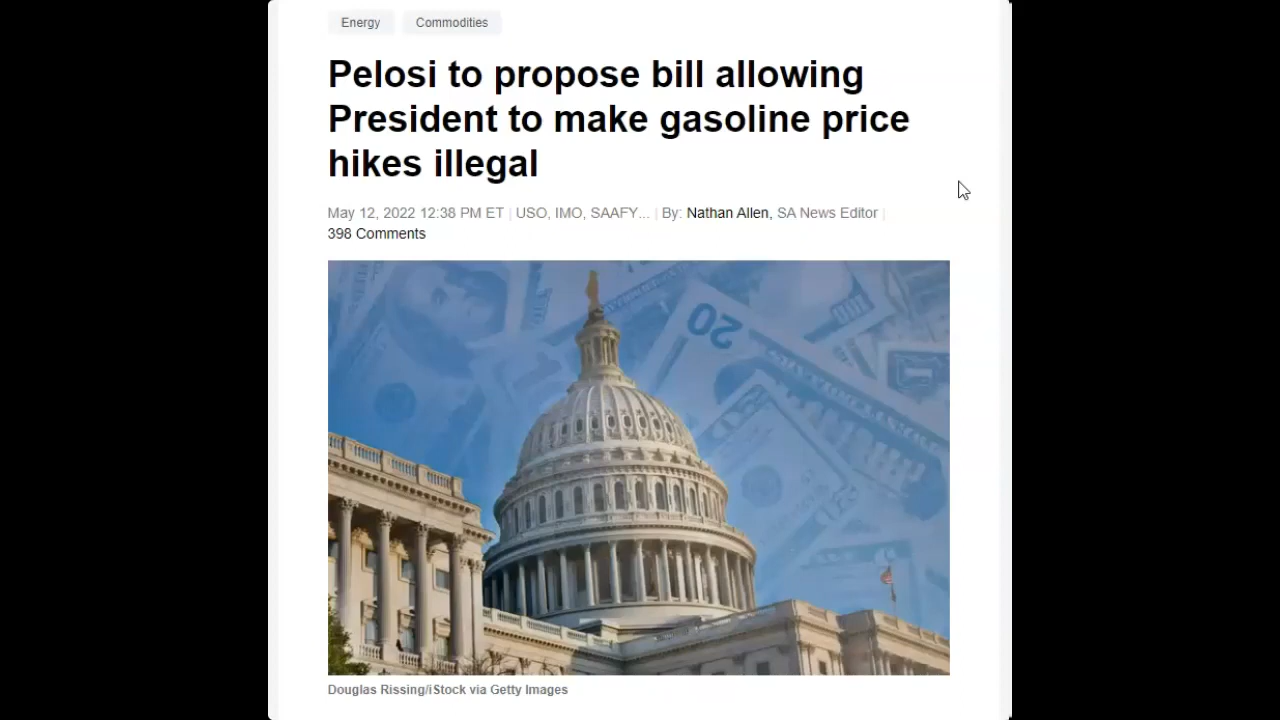 Energy Commodities
Pelosi to propose bill allowing
President to make gasoline price
hikes illegal
May 12, 2022 12:38 PM ET | USO, IMO, SAAFY... | By: Nathan Allen, SA News Editor |
398 Comments
20
100
Douglas Rissing/iStock via Getty Images